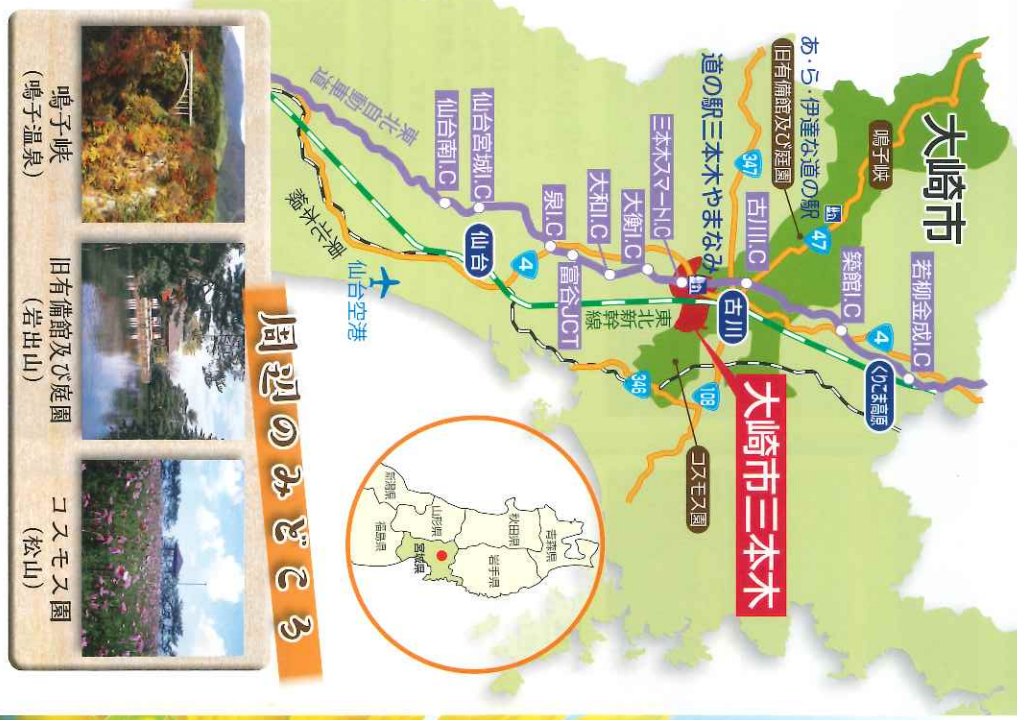 大崎市
鳴子峡
あ・ら・伊達な道の駅
旧有備館及び庭園
47
347
道の駅三本木やまなみ
古川I.C
築館I.C
若柳金成I.C
4
くりこま高原
古川
三本木スマートI.C
大衡I.C
大和I.C
富谷JCT
泉I.C
4
仙台宮城I.C
仙台南I.C
東北自動車道
東北本線
仙台
仙台空港
東北
新幹線
大崎市三本木
コスモス園
108
346
青森県
秋田県
岩手県
山形県
宮城県
新潟県
福島県
周辺のみどころ
鳴子峡
(鳴子温泉)
旧有備館及び庭園
(岩出山)
コスモス園
(松山)